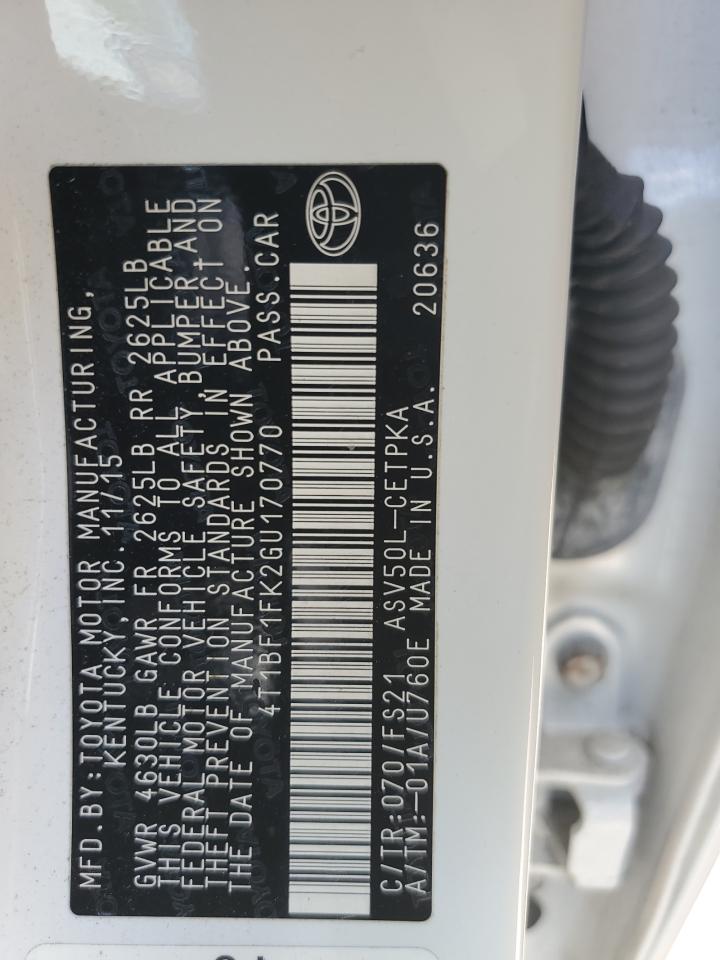 MFD. BY: TOYOTA MOTOR MANUFACTURING,
KENTUCKY, INC. 11/15
GVWR 4630LB GAWR FR 2625LB RR 2625LB
THIS VEHICLE CONFORMS TO ALL APPLICABLE
FEDERAL MOTOR VEHICLE SAFETY, BUMPER AND
THEFT PREVENTION STANDARDS IN EFFECT ON
THE DATE OF MANUFACTURE SHOWN ABOVE.
4T1BF1FK2GU170770 PASS.CAR
C/TR:070/FS21 ASV50L-CETPKA
A/TM:-01A/U760E MADE IN U.S.A. 20636